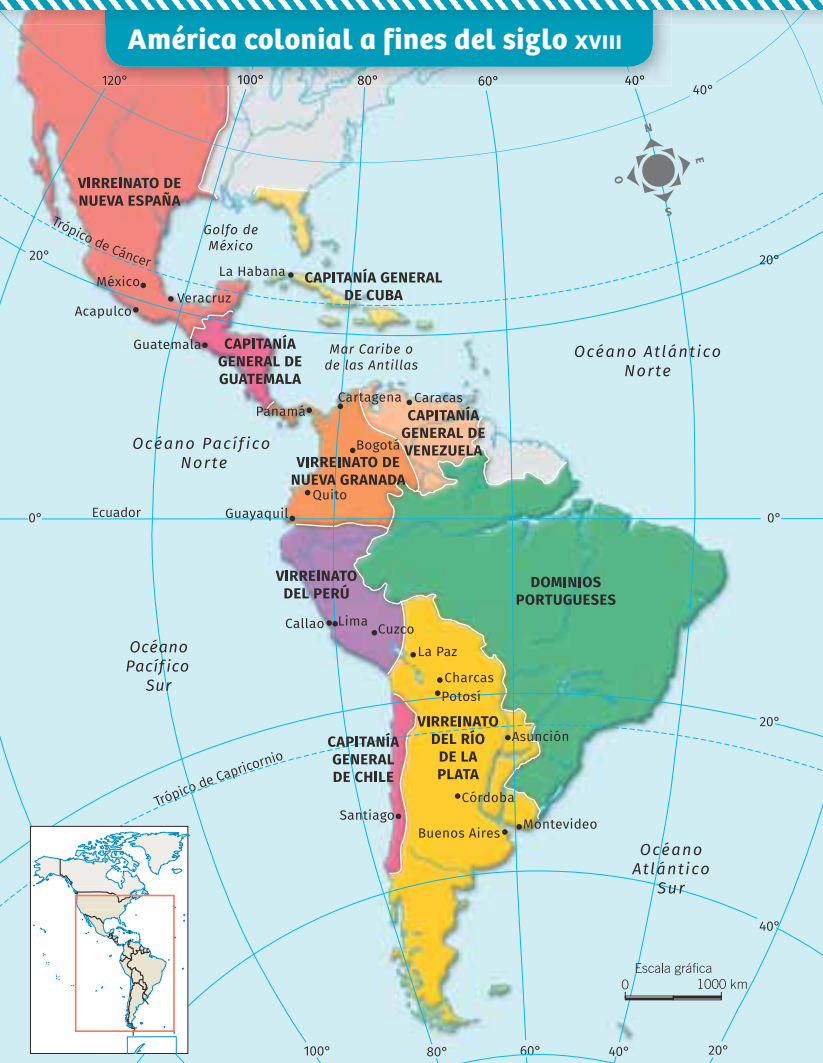 América colonial a fines del siglo XVIII
120°
100°
80°
60°
40°
40°
N
E
O
S
VIRREINATO DE
NUEVA ESPAÑA
Trópico de Cáncer
Golfo de
México
20°
20°
La Habana
CAPITANÍA GENERAL
DE CUBA
México
Veracruz
Acapulco
Guatemala
CAPITANÍA
GENERAL DE
GUATEMALA
Mar Caribe o
de las Antillas
Océano Atlántico
Norte
Cartagena
Caracas
Panamá
CAPITANÍA
GENERAL DE
VENEZUELA
Océano Pacífico
Norte
Bogotá
VIRREINATO DE
NUEVA GRANADA
Quito
0°
Ecuador
Guayaquil
0°
VIRREINATO
DEL PERÚ
DOMINIOS
PORTUGUESES
Callao
Lima
Cuzco
Océano
Pacífico
Sur
La Paz
Charcas
Potosí
20°
VIRREINATO
DEL RÍO
DE LA
PLATA
Asunción
CAPITANÍA
GENERAL
DE CHILE
Trópico de Capricornio
Córdoba
Santiago
Buenos Aires
Montevideo
Océano
Atlántico
Sur
40°
Escala gráfica
0
1000 km
100°
80°
60°
40°
20°